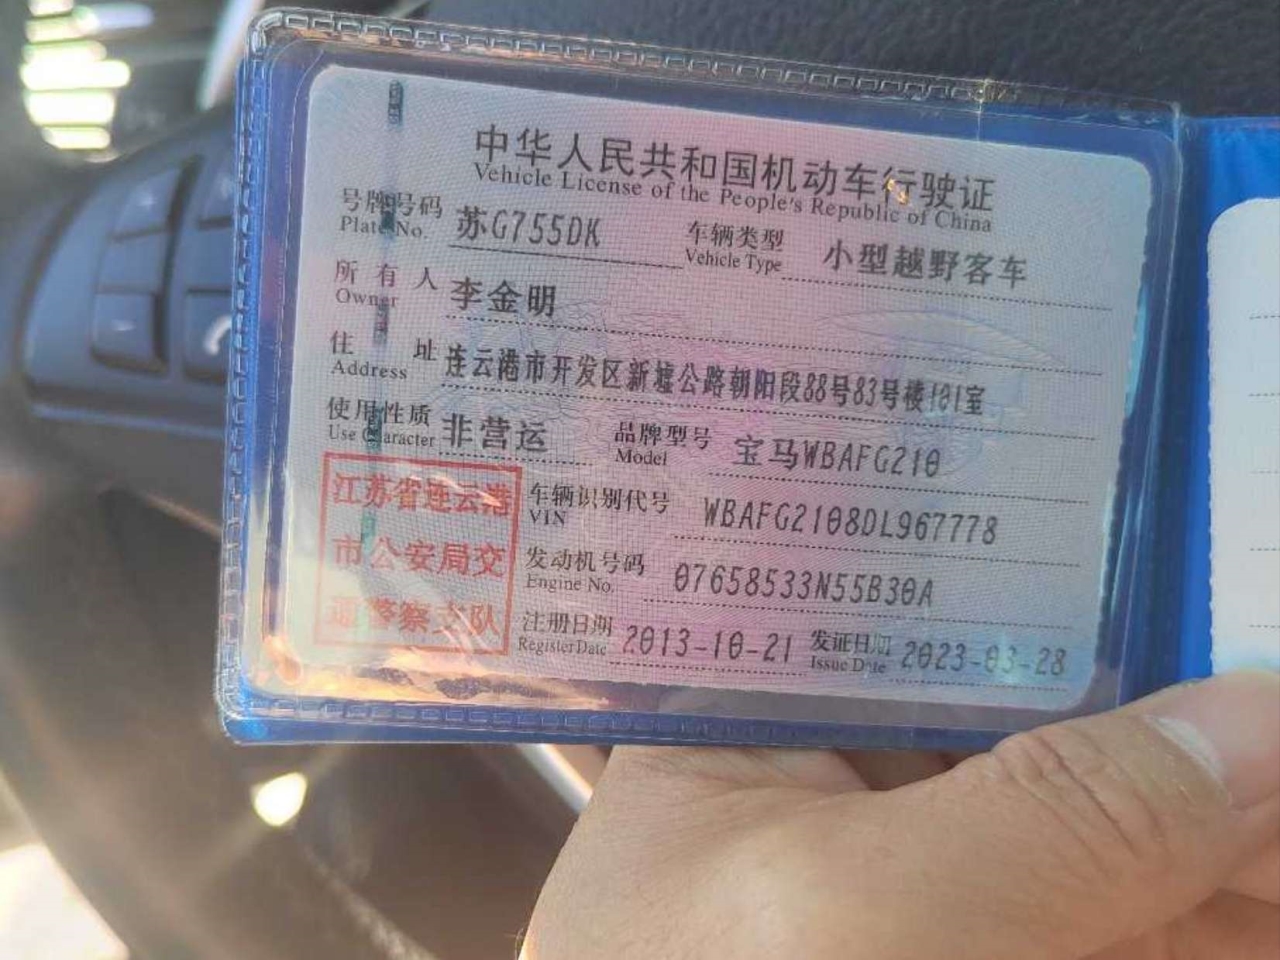 中华人民共和国机动车行驶证
Vehicle License of the People's Republic of China
号牌号码 苏G755DK 车辆类型 小型越野客车
Plate No. Vehicle Type
所有人 李金明
Owner
住址 连云港市开发区新墟公路朝阳段88号83号楼101室
Address
使用性质 非营运 品牌型号 宝马WBAFG210
Use Character Model
江苏省连云港
市公安局交
通警察支队
车辆识别代号 WBAFG2108DL967778
VIN
发动机号码 07658533N55B30A
Engine No.
注册日期 2013-10-21 发证日期 2023-03-28
Register Date Issue Date